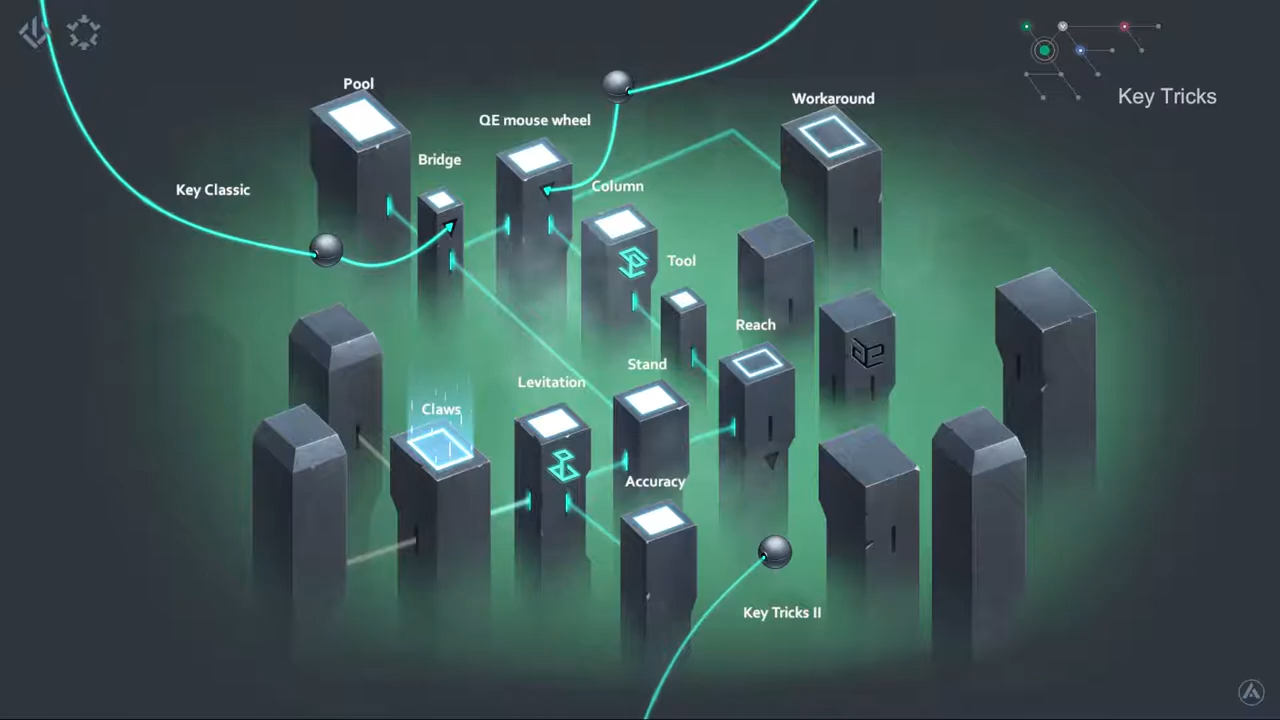 Pool
QE mouse wheel
Workaround
Key Tricks
Bridge
Key Classic
Column
Tool
Reach
Stand
Levitation
Claws
Accuracy
Key Tricks II